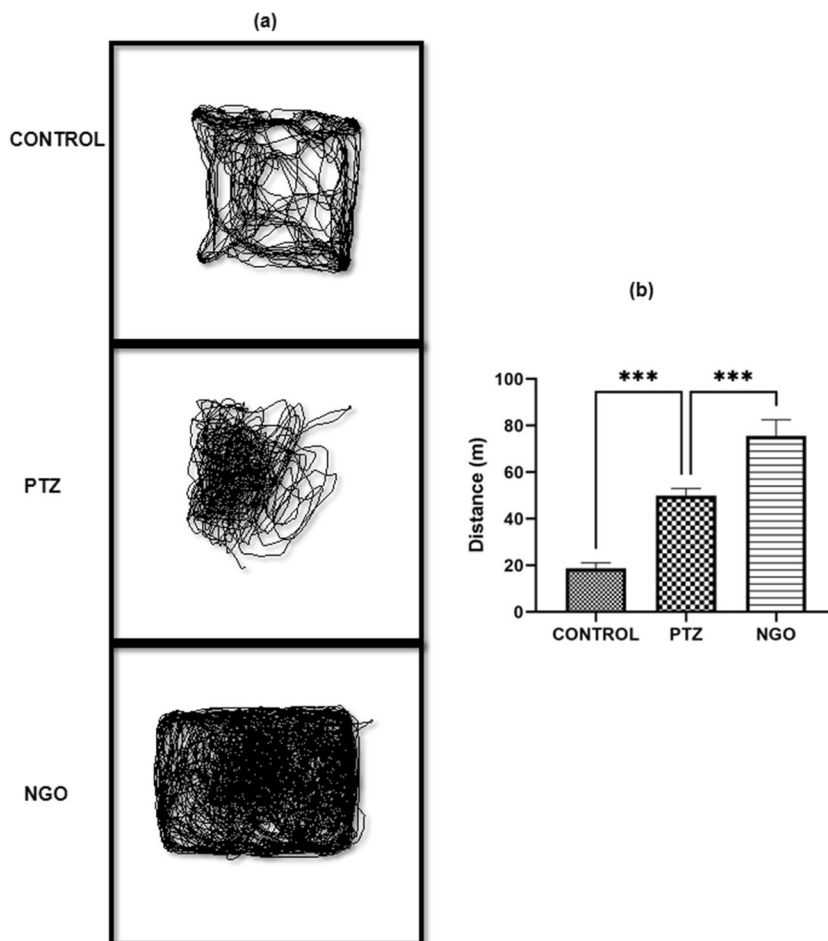 (a)
CONTROL
PTZ
NGO
(b)
*** ***
100
80
60
40
20
0
Distance (m)
CONTROL PTZ NGO